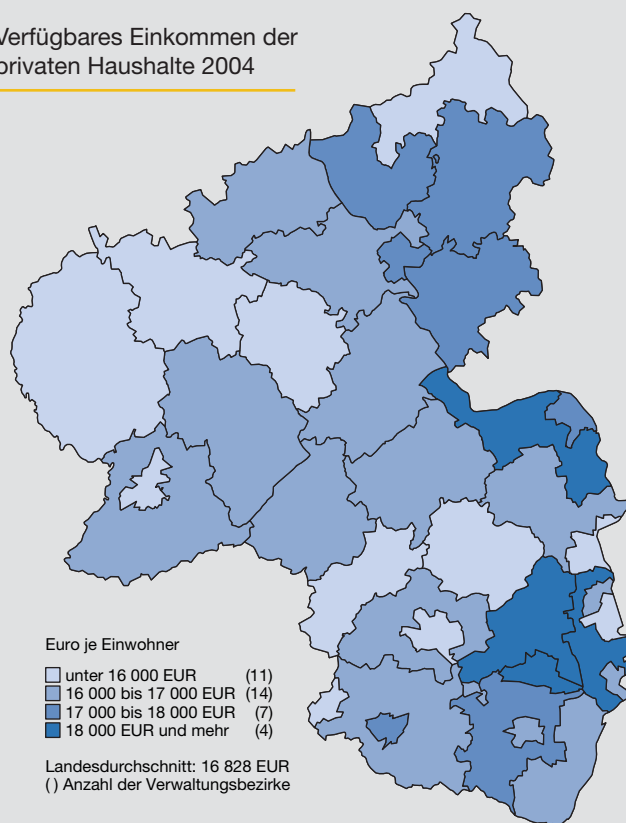 Verfügbares Einkommen der
privaten Haushalte 2004
Euro je Einwohner
unter 16 000 EUR (11)
16 000 bis 17 000 EUR (14)
17 000 bis 18 000 EUR (7)
18 000 EUR und mehr (4)
Landesdurchschnitt: 16 828 EUR
( ) Anzahl der Verwaltungsbezirke